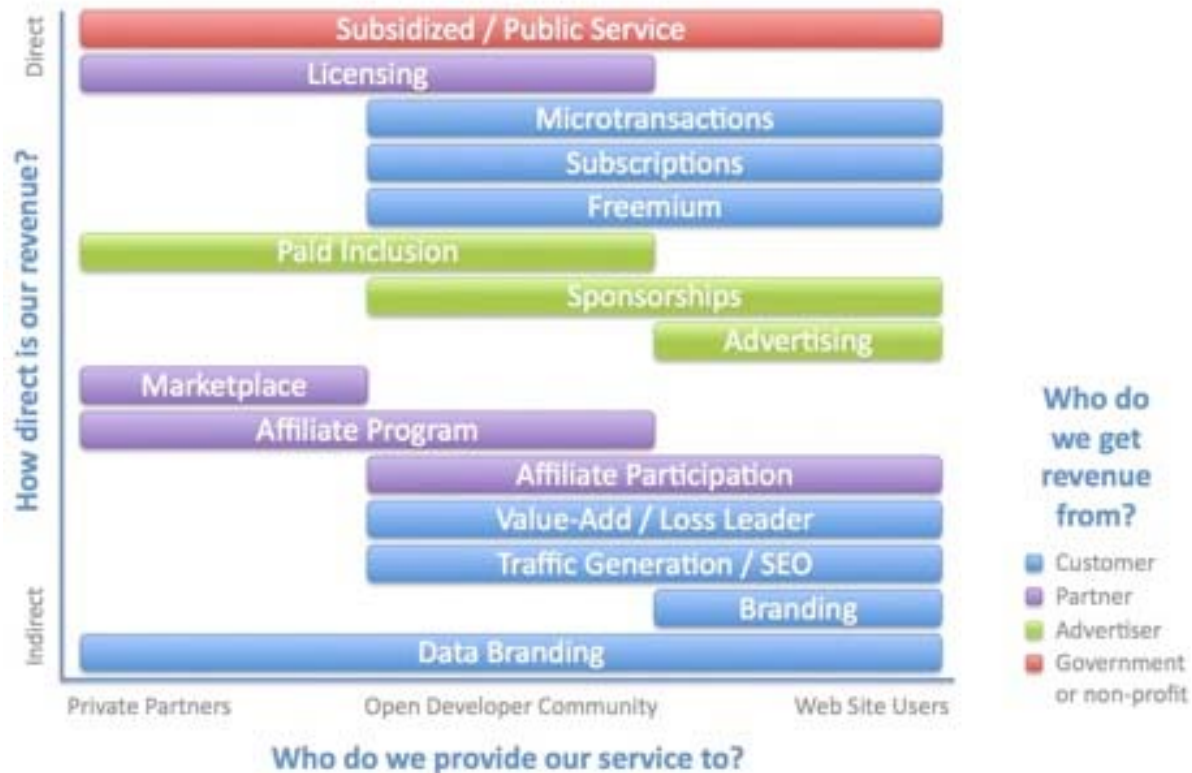 Direct
Subsidized / Public Service
Licensing
Microtransactions
Subscriptions
Freemium
Paid Inclusion
Sponsorships
Advertising
Marketplace
Affiliate Program
Affiliate Participation
Value-Add / Loss Leader
Traffic Generation / SEO
Branding
Data Branding
Indirect
How direct is our revenue?
Private Partners
Open Developer Community
Web Site Users
Who do we provide our service to?
Who do
we get
revenue
from?
Customer
Partner
Advertiser
Government
or non-profit